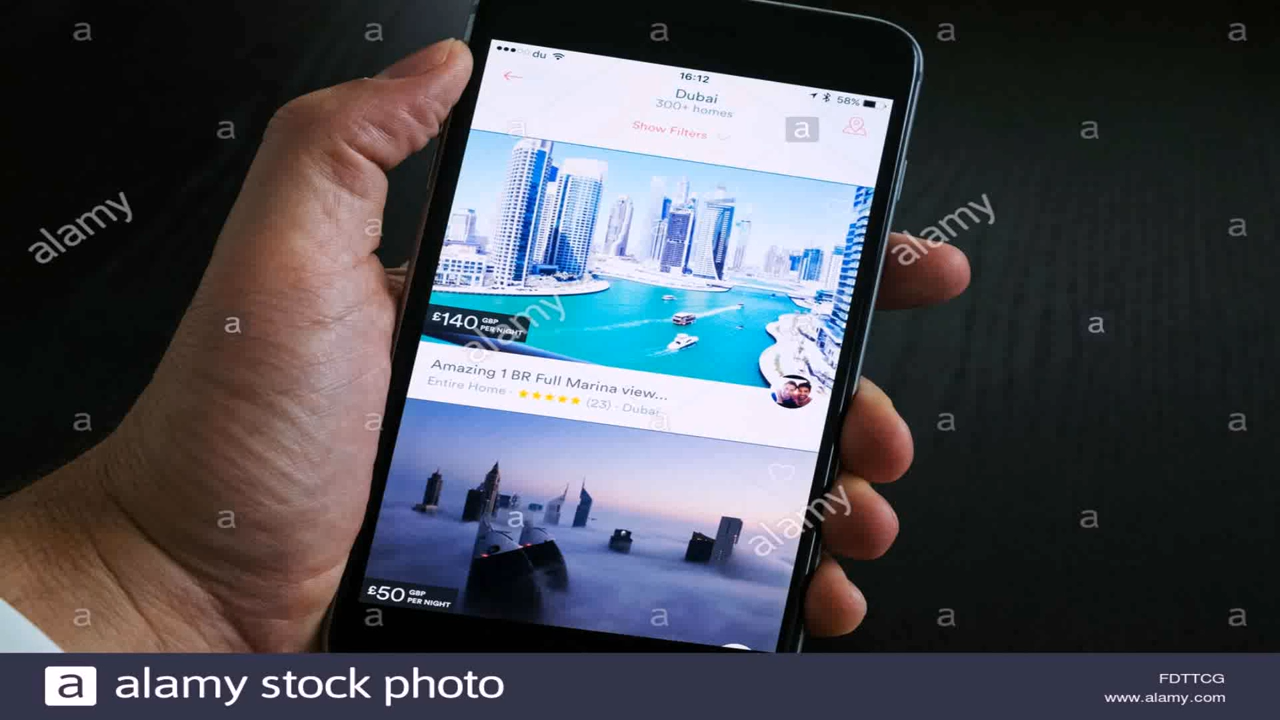 du
16:12
58%
Dubai
300+ homes
Show Filters
£140 GBP PER NIGHT
Amazing 1 BR Full Marina view...
Entire Home · ★★★★★ (23) · Dubai
£50 GBP PER NIGHT
alamy
alamy
alamy
alamy
a alamy stock photo
FDTTCG
www.alamy.com